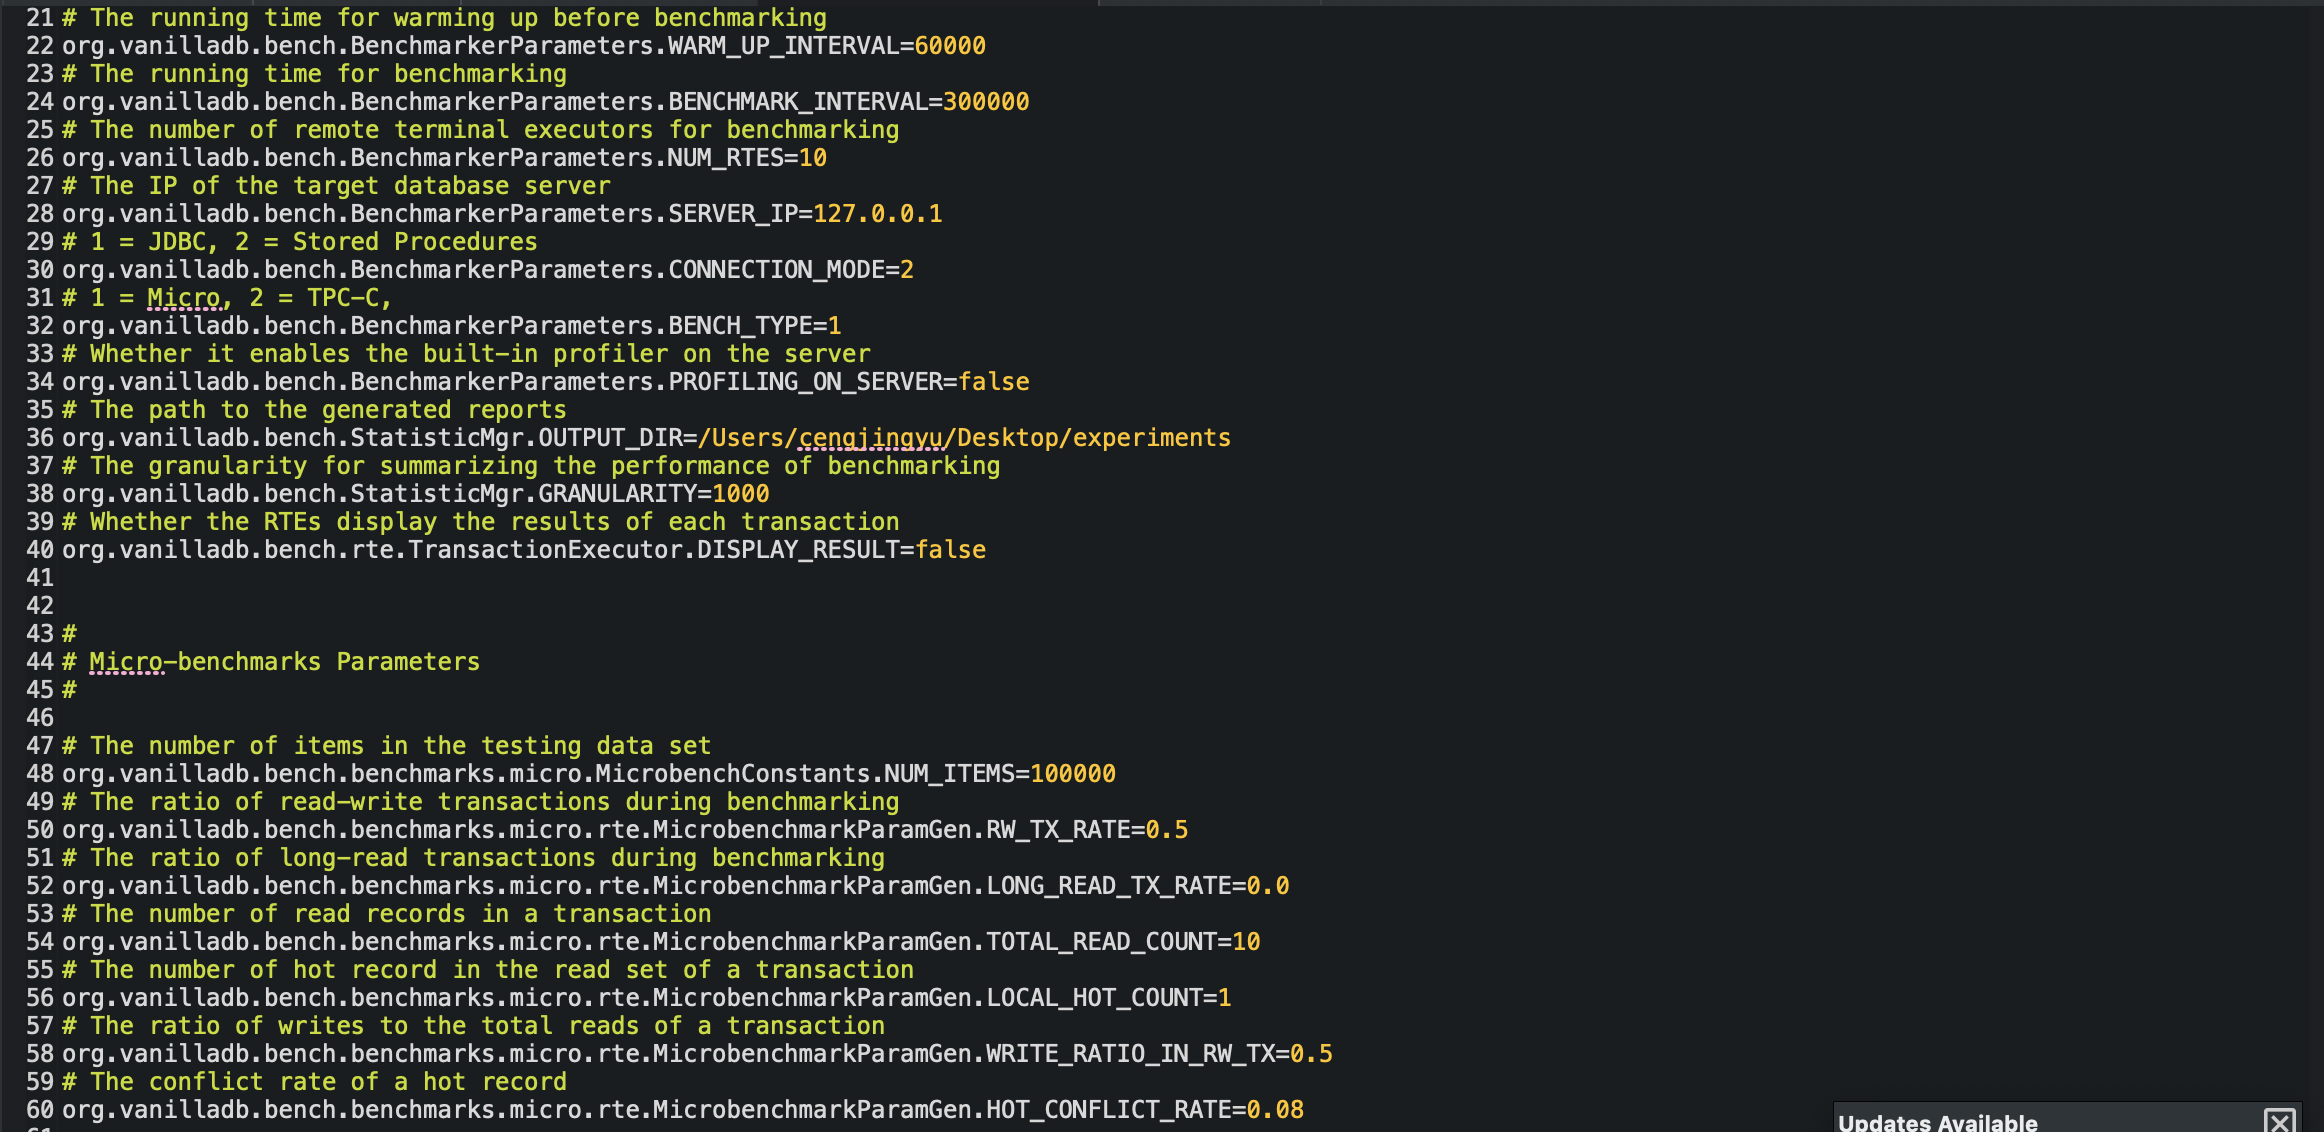 21 # The running time for warming up before benchmarking
22 org.vanilladb.bench.BenchmarkerParameters.WARM_UP_INTERVAL=60000
23 # The running time for benchmarking
24 org.vanilladb.bench.BenchmarkerParameters.BENCHMARK_INTERVAL=300000
25 # The number of remote terminal executors for benchmarking
26 org.vanilladb.bench.BenchmarkerParameters.NUM_RTES=10
27 # The IP of the target database server
28 org.vanilladb.bench.BenchmarkerParameters.SERVER_IP=127.0.0.1
29 # 1 = JDBC, 2 = Stored Procedures
30 org.vanilladb.bench.BenchmarkerParameters.CONNECTION_MODE=2
31 # 1 = Micro, 2 = TPC-C,
32 org.vanilladb.bench.BenchmarkerParameters.BENCH_TYPE=1
33 # Whether it enables the built-in profiler on the server
34 org.vanilladb.bench.BenchmarkerParameters.PROFILING_ON_SERVER=false
35 # The path to the generated reports
36 org.vanilladb.bench.StatisticMgr.OUTPUT_DIR=/Users/cengjingyu/Desktop/experiments
37 # The granularity for summarizing the performance of benchmarking
38 org.vanilladb.bench.StatisticMgr.GRANULARITY=1000
39 # Whether the RTEs display the results of each transaction
40 org.vanilladb.bench.rte.TransactionExecutor.DISPLAY_RESULT=false
41
42
43 #
44 # Micro-benchmarks Parameters
45 #
46
47 # The number of items in the testing data set
48 org.vanilladb.bench.benchmarks.micro.MicrobenchConstants.NUM_ITEMS=100000
49 # The ratio of read-write transactions during benchmarking
50 org.vanilladb.bench.benchmarks.micro.rte.MicrobenchmarkParamGen.RW_TX_RATE=0.5
51 # The ratio of long-read transactions during benchmarking
52 org.vanilladb.bench.benchmarks.micro.rte.MicrobenchmarkParamGen.LONG_READ_TX_RATE=0.0
53 # The number of read records in a transaction
54 org.vanilladb.bench.benchmarks.micro.rte.MicrobenchmarkParamGen.TOTAL_READ_COUNT=10
55 # The number of hot record in the read set of a transaction
56 org.vanilladb.bench.benchmarks.micro.rte.MicrobenchmarkParamGen.LOCAL_HOT_COUNT=1
57 # The ratio of writes to the total reads of a transaction
58 org.vanilladb.bench.benchmarks.micro.rte.MicrobenchmarkParamGen.WRITE_RATIO_IN_RW_TX=0.5
59 # The conflict rate of a hot record
60 org.vanilladb.bench.benchmarks.micro.rte.MicrobenchmarkParamGen.HOT_CONFLICT_RATE=0.08
Updates Available